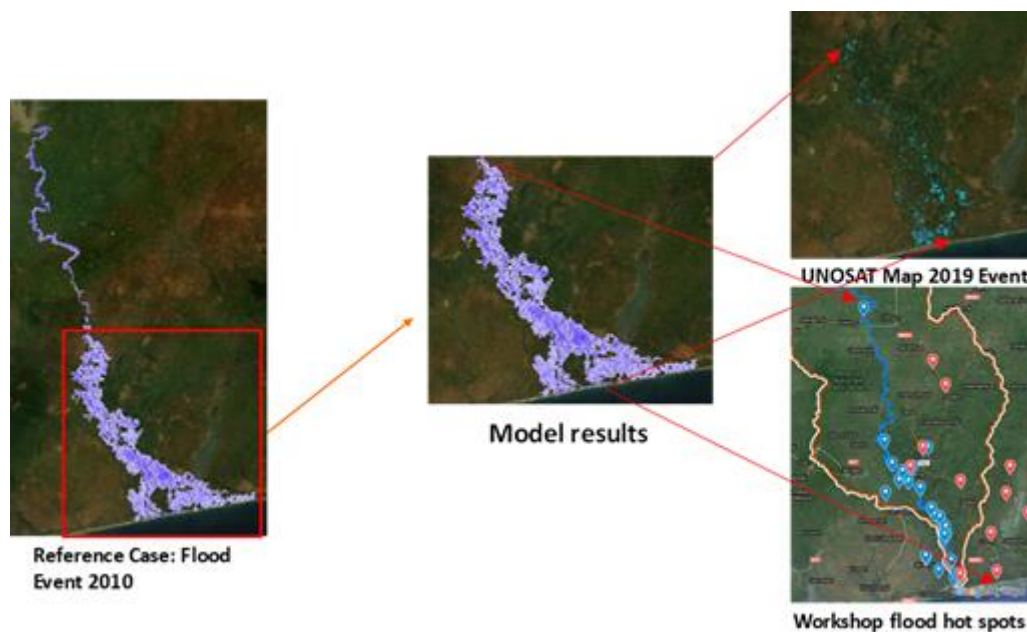 Reference Case: Flood
Event 2010
Model results
UNOSAT Map 2019 Event
Workshop flood hot spots